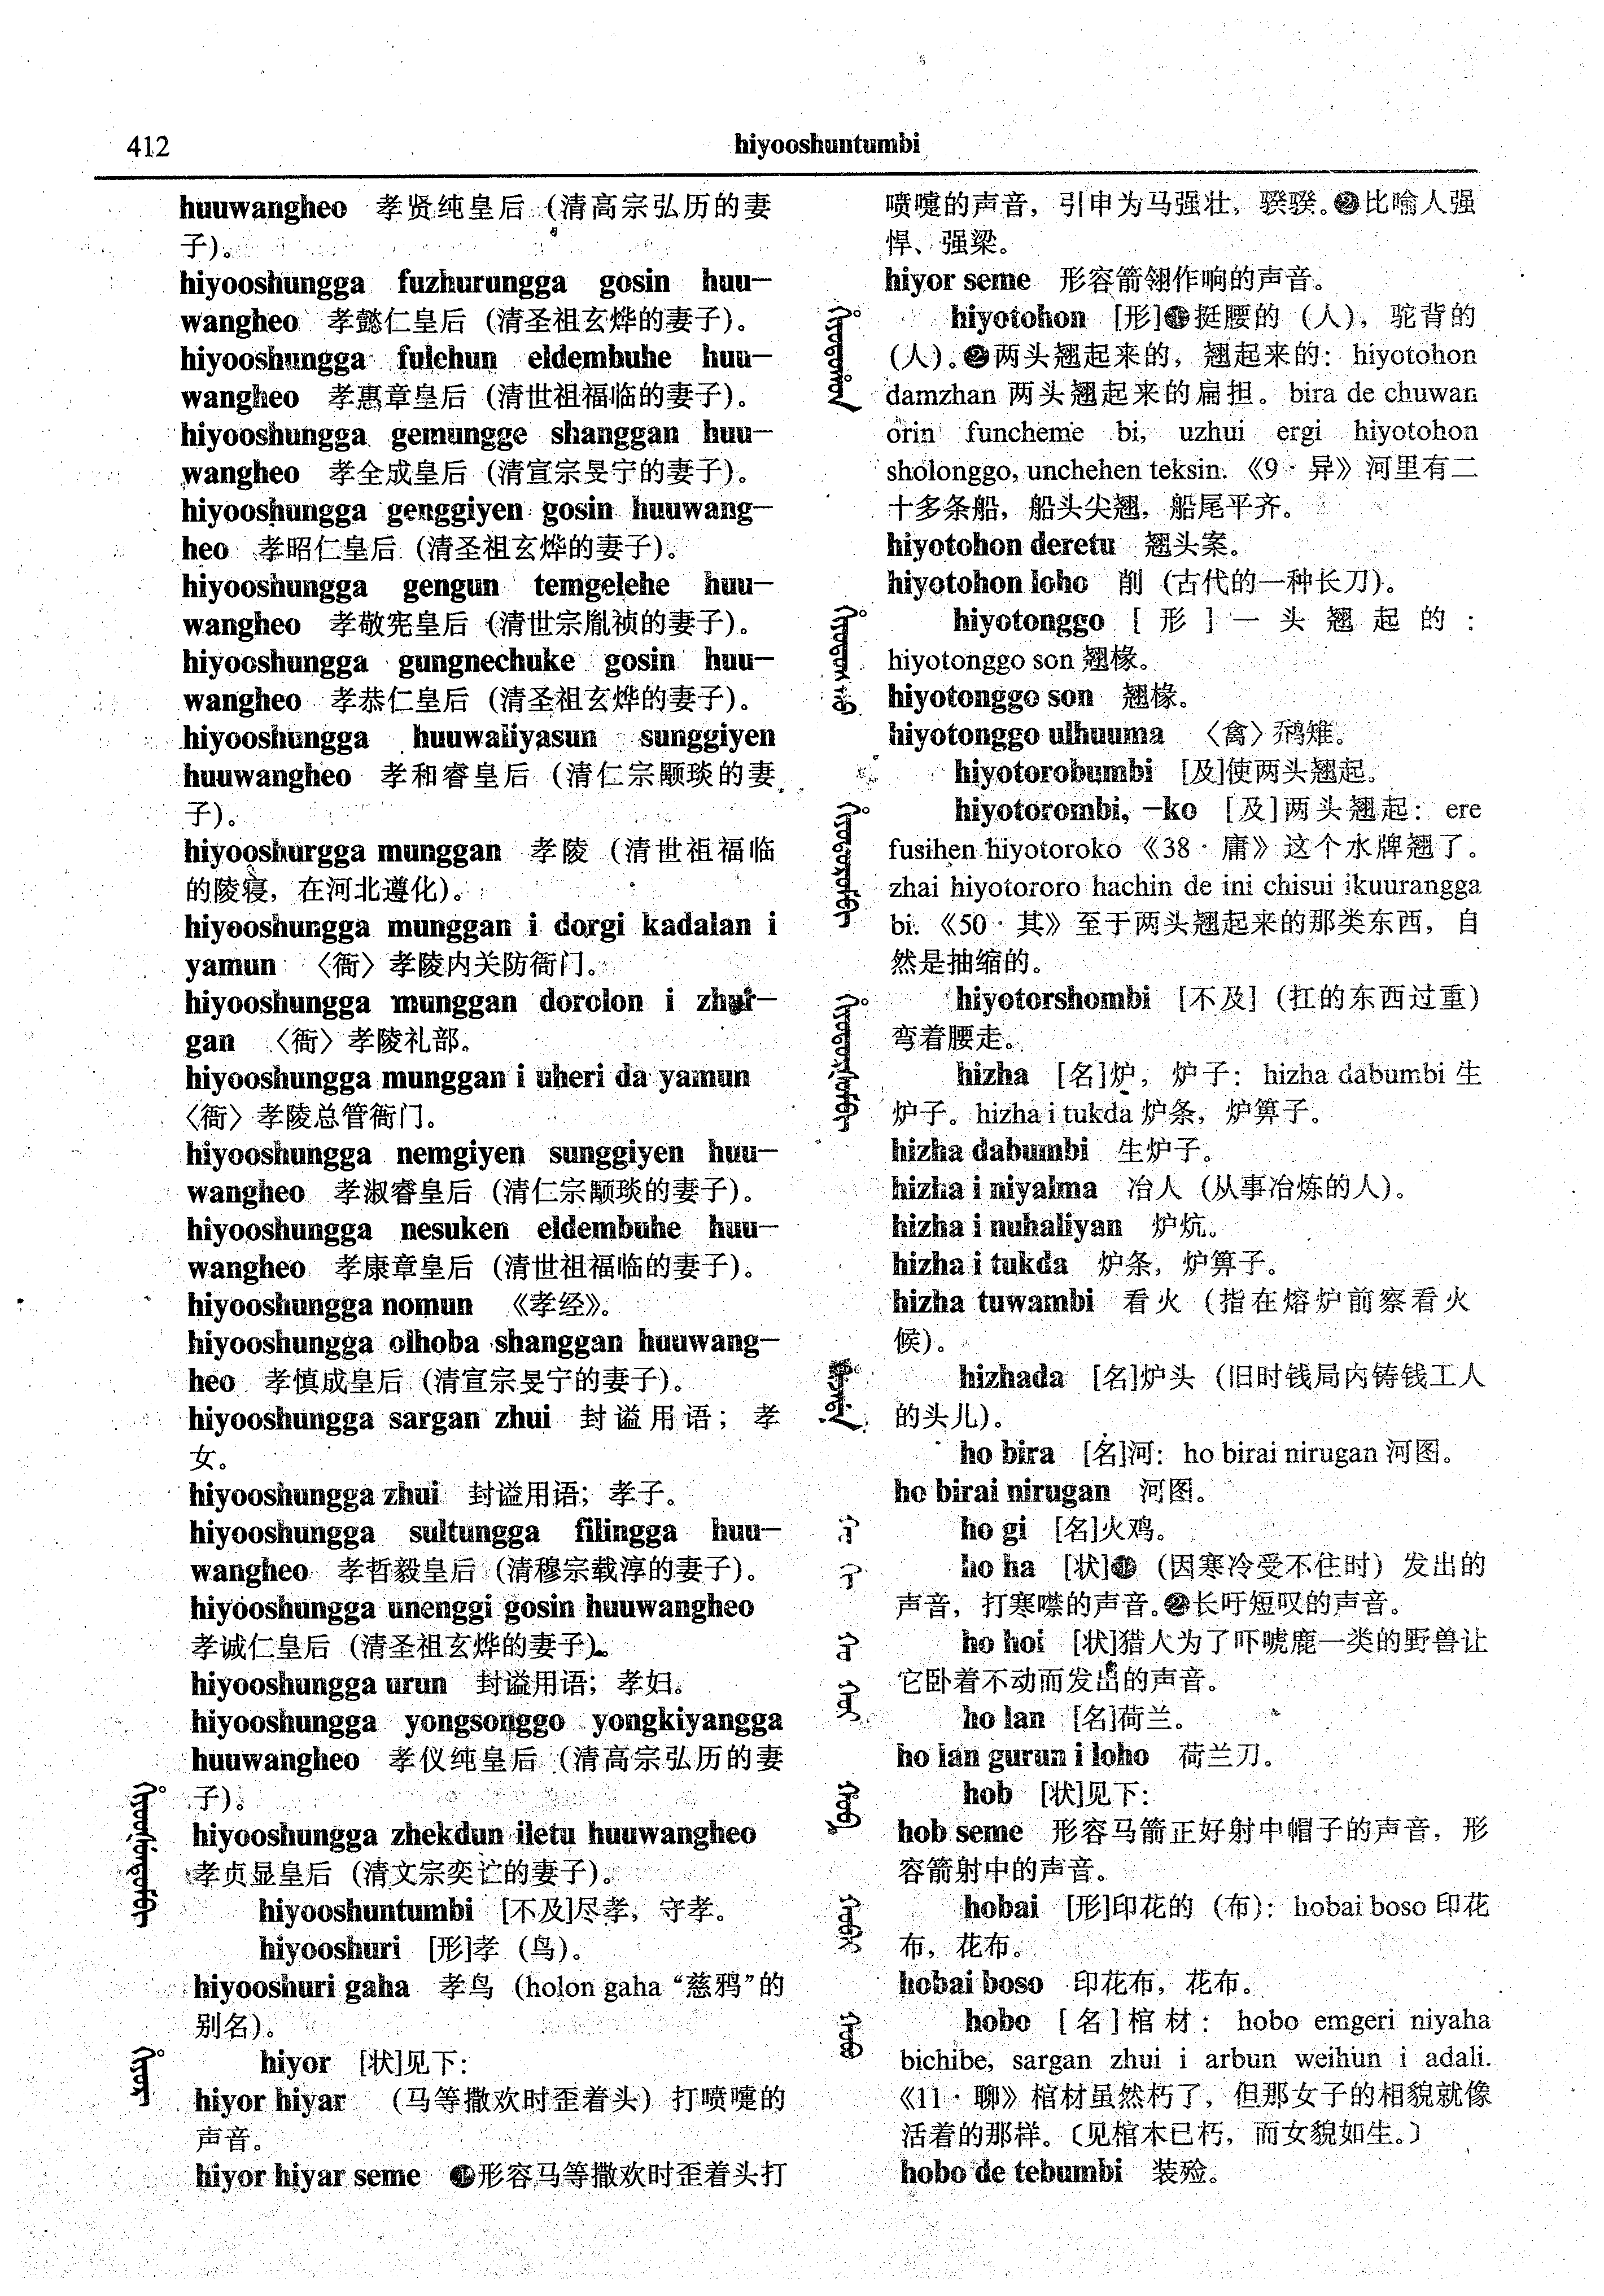 412
hiyooshuntumbi
huuwangheo 孝贤纯皇后（清高宗弘历的妻
子）。
hiyooshungga fuzhurungga gosin huu—
wangheo 孝懿仁皇后（清圣祖玄烨的妻子）。
hiyooshungga fulehun eldembuhe huu—
wangheo 孝惠章皇后（清世祖福临的妻子）。
hiyooshungga gemungge shanggan huu—
wangheo 孝全成皇后（清宣宗旻宁的妻子）。
hiyooshungga genggiyen gosin huuwang—
heo 孝昭仁皇后（清圣祖玄烨的妻子）。
hiyooshungga gengun temgelehe huu—
wangheo 孝敬宪皇后（清世宗胤祯的妻子）。
hiyooshungga gungnechuke gosin huu—
wangheo 孝恭仁皇后（清圣祖玄烨的妻子）。
hiyooshungga huuwaliyasun sunggiyen
huuwangheo 孝和睿皇后（清仁宗颙琰的妻
子）。
hiyooshungga munggan 孝陵（清世祖福临
的陵寝，在河北遵化）。
hiyooshungga munggan i dorgi kadalan i
yamun 〈衙〉孝陵内关防衙门。
hiyooshungga munggan dorolon i zhur—
gan 〈衙〉孝陵礼部。
hiyooshungga munggan i uheri da yamun
〈衙〉孝陵总管衙门。
hiyooshungga nemgiyen sunggiyen huu—
wangheo 孝淑睿皇后（清仁宗颙琰的妻子）。
hiyooshungga nesuken eldembuhe huu—
wangheo 孝康章皇后（清世祖福临的妻子）。
hiyooshungga nomun 《孝经》。
hiyooshungga olhoba shanggan huuwang—
heo 孝慎成皇后（清宣宗旻宁的妻子）。
hiyooshungga sargan zhui 封谥用语；孝
女。
hiyooshungga zhui 封谥用语；孝子。
hiyooshungga sultungga filingga huu—
wangheo 孝哲毅皇后（清穆宗载淳的妻子）。
hiyooshungga unenggi gosin huuwangheo
孝诚仁皇后（清圣祖玄烨的妻子）。
hiyooshungga urun 封谥用语；孝妇。
hiyooshungga yongsonggo yongkiyangga
huuwangheo 孝仪纯皇后（清高宗弘历的妻
子）。
hiyooshungga zhekdun iletu huuwangheo
孝贞显皇后（清文宗奕詝的妻子）。
hiyooshuntumbi [不及]尽孝，守孝。
hiyooshuri [形]孝（鸟）。
hiyooshuri gaha 孝鸟（holon gaha “慈鸦”的
别名）。
hiyor [状]见下：
hiyor hiyar （马等撒欢时歪着头）打喷嚏的
声音。
hiyor hiyar seme ❶形容马等撒欢时歪着头打
喷嚏的声音，引申为马强壮，骙骙。❷比喻人强
悍、强梁。
hiyor seme 形容箭翎作响的声音。
hiyotohon [形]❶挺腰的（人），驼背的
（人）。❷两头翘起来的，翘起来的：hiyotohon
damzhan 两头翘起来的扁担。bira de chuwan
orin funcheme bi, uzhui ergi hiyotohon
sholonggo, unchehen teksin.《9·异》河里有二
十多条船，船头尖翘，船尾平齐。
hiyotohon deretu 翘头案。
hiyotohon loho 削（古代的一种长刀）。
hiyotonggo [形]一头翘起的：
hiyotonggo son 翘椽。
hiyotonggo son 翘椽。
hiyotonggo ulhuuma 〈禽〉鹞雉。
hiyotorobumbi [及]使两头翘起。
hiyotorombi, —ko [及]两头翘起：ere
fusihen hiyotoroko《38·庸》这个水牌翘了。
zhai hiyotororo hachin de ini chisui ikuurangga
bi.《50·其》至于两头翘起来的那类东西，自
然是抽缩的。
hiyotorshombi [不及]（扛的东西过重）
弯着腰走。
hizha [名]炉，炉子：hizha dabumbi 生
炉子。hizha i tukda 炉条，炉箅子。
hizha dabumbi 生炉子。
hizha i niyalma 冶人（从事冶炼的人）。
hizha i nuhaliyan 炉炕。
hizha i tukda 炉条，炉箅子。
hizha tuwambi 看火（指在熔炉前察看火
候）。
hizhada [名]炉头（旧时钱局内铸钱工人
的头儿）。
ho bira [名]河：ho birai nirugan 河图。
ho birai nirugan 河图。
ho gi [名]火鸡。
ho ha [状]❶（因寒冷受不住时）发出的
声音，打寒噤的声音。❷长吁短叹的声音。
ho hoi [状]猎人为了吓唬鹿一类的野兽让
它卧着不动而发出的声音。
ho lan [名]荷兰。
ho lan gurun i loho 荷兰刀。
hob [状]见下：
hob seme 形容马箭正好射中帽子的声音，形
容箭射中的声音。
hobai [形]印花的（布）：hobai boso 印花
布，花布。
hobai boso 印花布，花布。
hobo [名]棺材：hobo emgeri niyaha
bichibe, sargan zhui i arbun weihun i adali.
《11·聊》棺材虽然朽了，但那女子的相貌就像
活着的那样。〔见棺木已朽，而女貌如生。〕
hobo de tebumbi 装殓。